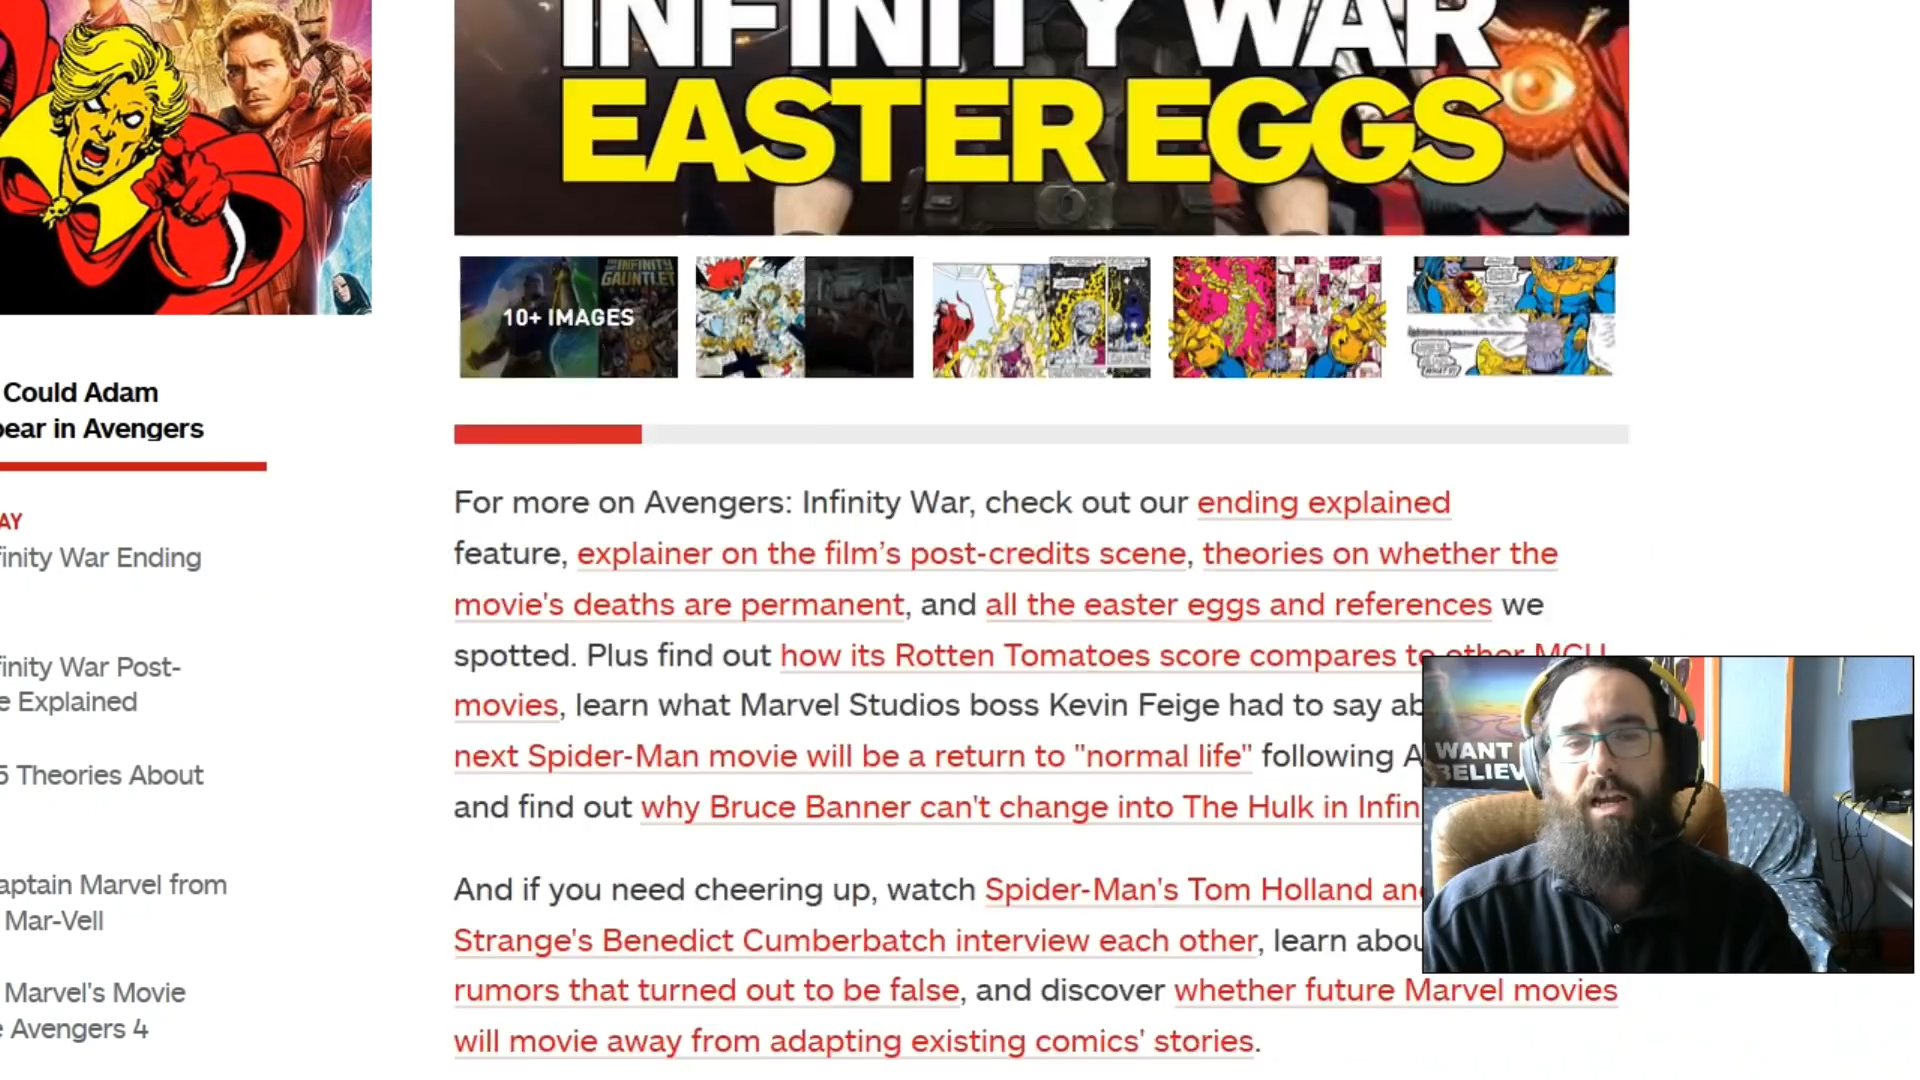 INFINITY WAR
EASTER EGGS
10+ IMAGES
INFINITY
GAUNTLET
Could Adam
pear in Avengers
AY
finity War Ending
finity War Post-
e Explained
5 Theories About
aptain Marvel from
Mar-Vell
Marvel's Movie
e Avengers 4
For more on Avengers: Infinity War, check out our ending explained
feature, explainer on the film’s post-credits scene, theories on whether the
movie's deaths are permanent, and all the easter eggs and references we
spotted. Plus find out how its Rotten Tomatoes score compares to other MCU
movies, learn what Marvel Studios boss Kevin Feige had to say ab
next Spider-Man movie will be a return to "normal life" following A
and find out why Bruce Banner can't change into The Hulk in Infin
And if you need cheering up, watch Spider-Man's Tom Holland and
Strange's Benedict Cumberbatch interview each other, learn abou
rumors that turned out to be false, and discover whether future Marvel movies
will movie away from adapting existing comics' stories.
WANT
BELIEV